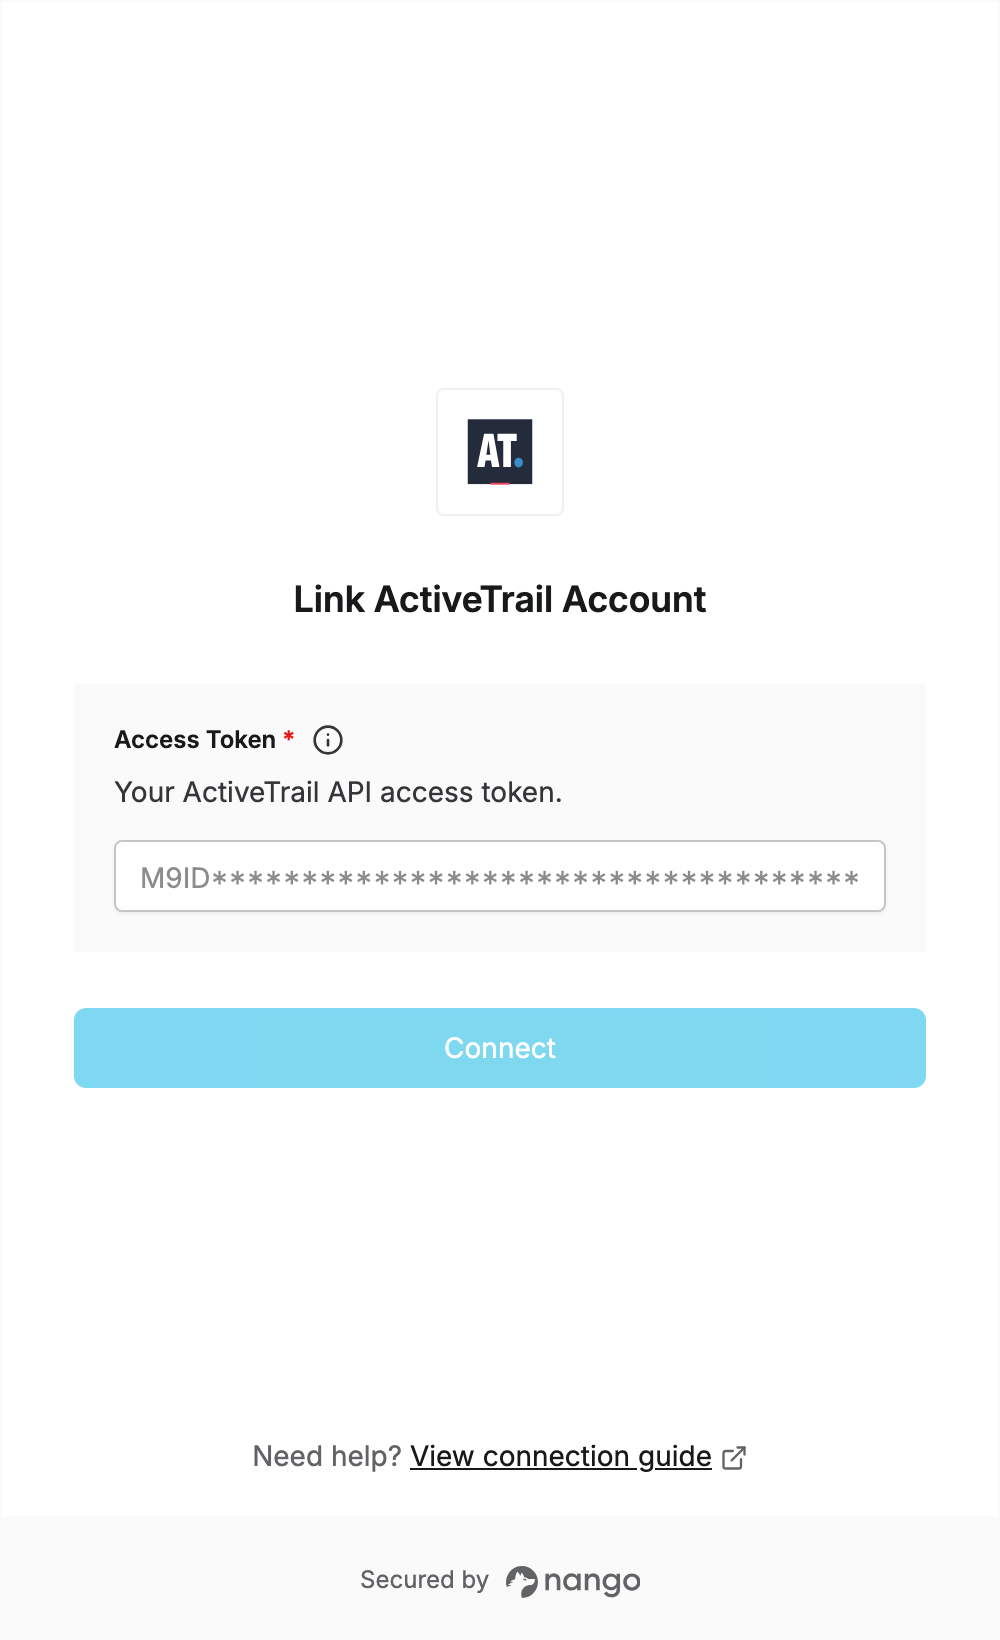 AT.
Link ActiveTrail Account
Access Token *
Your ActiveTrail API access token.
M9ID************************************
Connect
Need help? View connection guide
Secured by nango